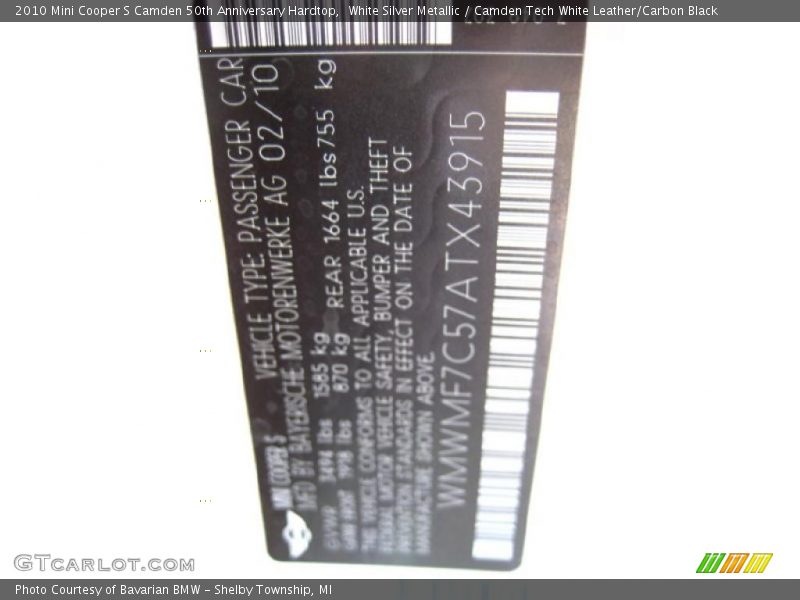 2010 Mini Cooper S Camden 50th Anniversary Hardtop,  White Silver Metallic / Camden Tech White Leather/Carbon Black
MINI COOPER S VEHICLE TYPE: PASSENGER CAR
MFD BY BAYERISCHE MOTORENWERKE AG 02/10
GVWR 3494 lbs 1585 kg
1918 lbs 870 kg REAR 1664 lbs 755 kg
THE VEHICLE CONFORMS TO ALL APPLICABLE U.S.
FEDERAL MOTOR VEHICLE SAFETY, BUMPER AND THEFT
PREVENTION STANDARDS IN EFFECT ON THE DATE OF
MANUFACTURE SHOWN ABOVE.
WMWMF7C57ATX43915
GTCARLOT.COM
Photo Courtesy of Bavarian BMW – Shelby Township, MI